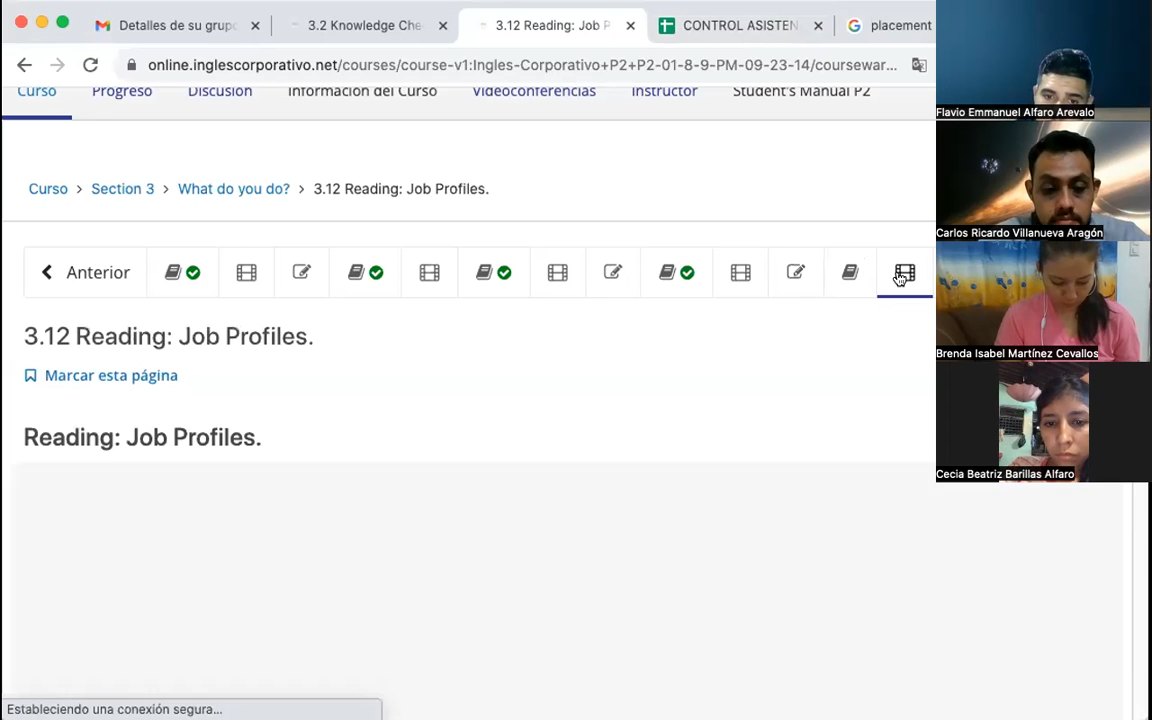 Detalles de su grupo
3.2 Knowledge Che
3.12 Reading: Job P
CONTROL ASISTEN
placement
online.inglescorporativo.net/courses/course-v1:Ingles-Corporativo+P2+P2-01-8-9-PM-09-23-14/coursewar...
Curso
Progreso
Discusión
Información del Curso
Videoconferencias
Instructor
Student's Manual P2
Curso > Section 3 > What do you do? > 3.12 Reading: Job Profiles.
Anterior
3.12 Reading: Job Profiles.
Marcar esta página
Reading: Job Profiles.
Estableciendo una conexión segura...
Flavio Emmanuel Alfaro Arevalo
Carlos Ricardo Villanueva Aragón
Brenda Isabel Martínez Cevallos
Cecia Beatriz Barillas Alfaro